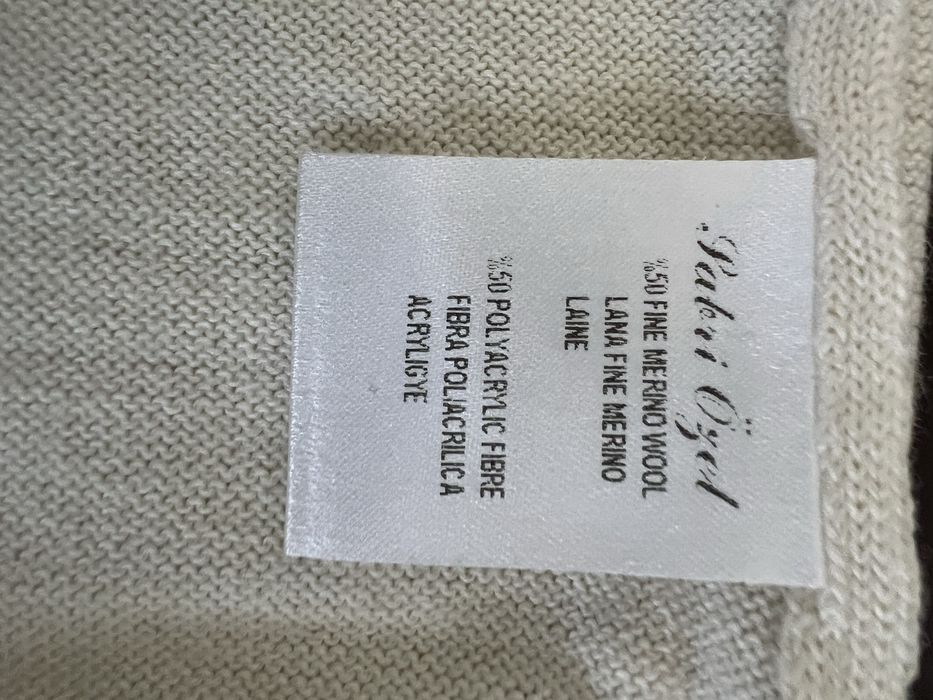 Sabri Özel
%50 FINE MERINO WOOL
LANA FINE MERINO
LAINE
%50 POLYACRYLIC FIBRE
FIBRA POLIACRILICA
ACRYLIGYE